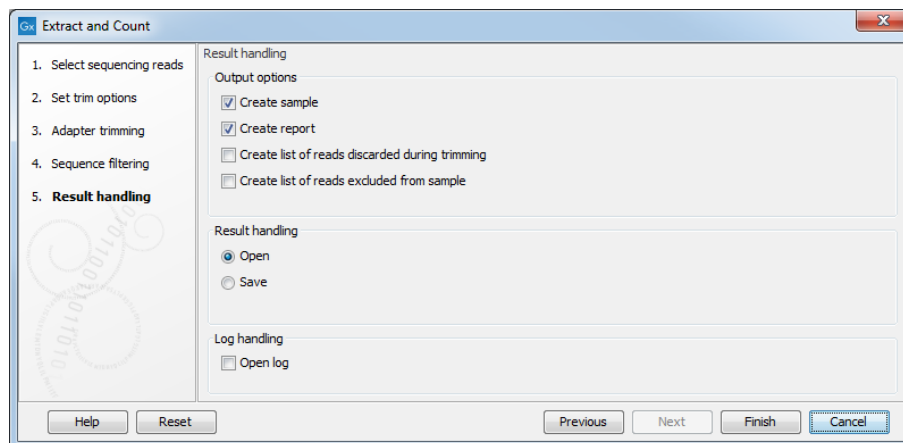 Gx Extract and Count
x
1. Select sequencing reads
2. Set trim options
3. Adapter trimming
4. Sequence filtering
5. Result handling
Result handling
Output options
Create sample
Create report
Create list of reads discarded during trimming
Create list of reads excluded from sample
Result handling
Open
Save
Log handling
Open log
Help Reset Previous Next Finish Cancel